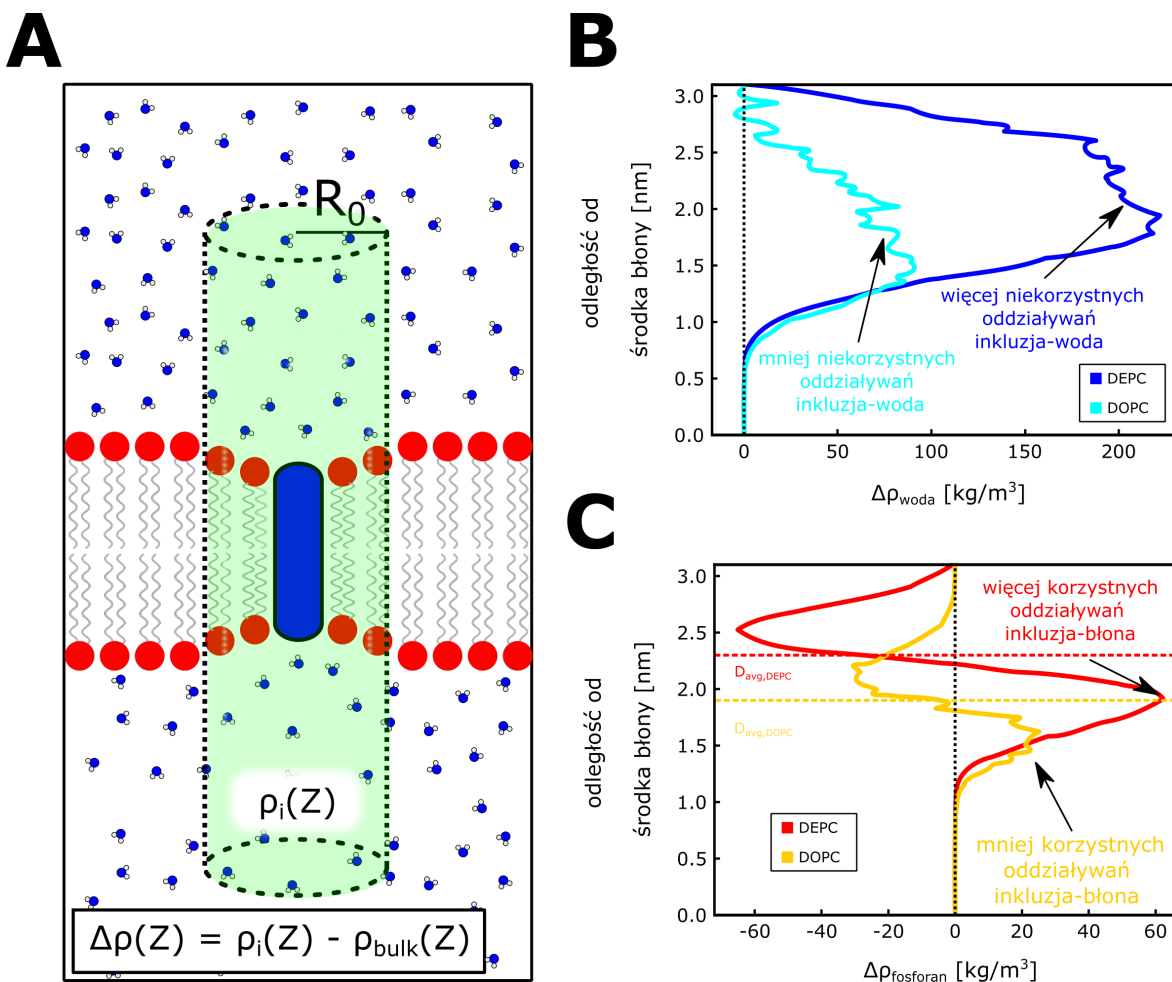 A
R0
ρi(Z)
Δρ(Z) = ρi(Z) - ρbulk(Z)
B
odległość od
środka błony [nm]
3.0
2.5
2.0
1.5
1.0
0.5
0.0
więcej niekorzystnych
oddziaływań
inkluzja-woda
mniej niekorzystnych
oddziaływań
inkluzja-woda
DEPC
DOPC
0
50
100
150
200
Δρwoda [kg/m³]
C
odległość od
środka błony [nm]
3.0
2.5
2.0
1.5
1.0
0.5
0.0
więcej korzystnych
oddziaływań
inkluzja-błona
Davg,DEPC
Davg,DOPC
DEPC
DOPC
mniej korzystnych
oddziaływań
inkluzja-błona
-60
-40
-20
0
20
40
60
Δρfosforan [kg/m³]